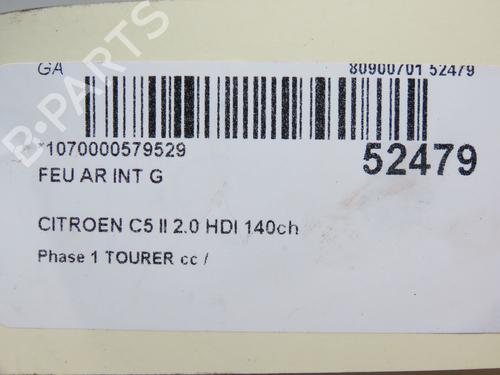 GA 80900701 52479
*1070000579529
52479
FEU AR INT G
CITROEN C5 II 2.0 HDI 140ch
Phase 1 TOURER cc /
B-PARTS